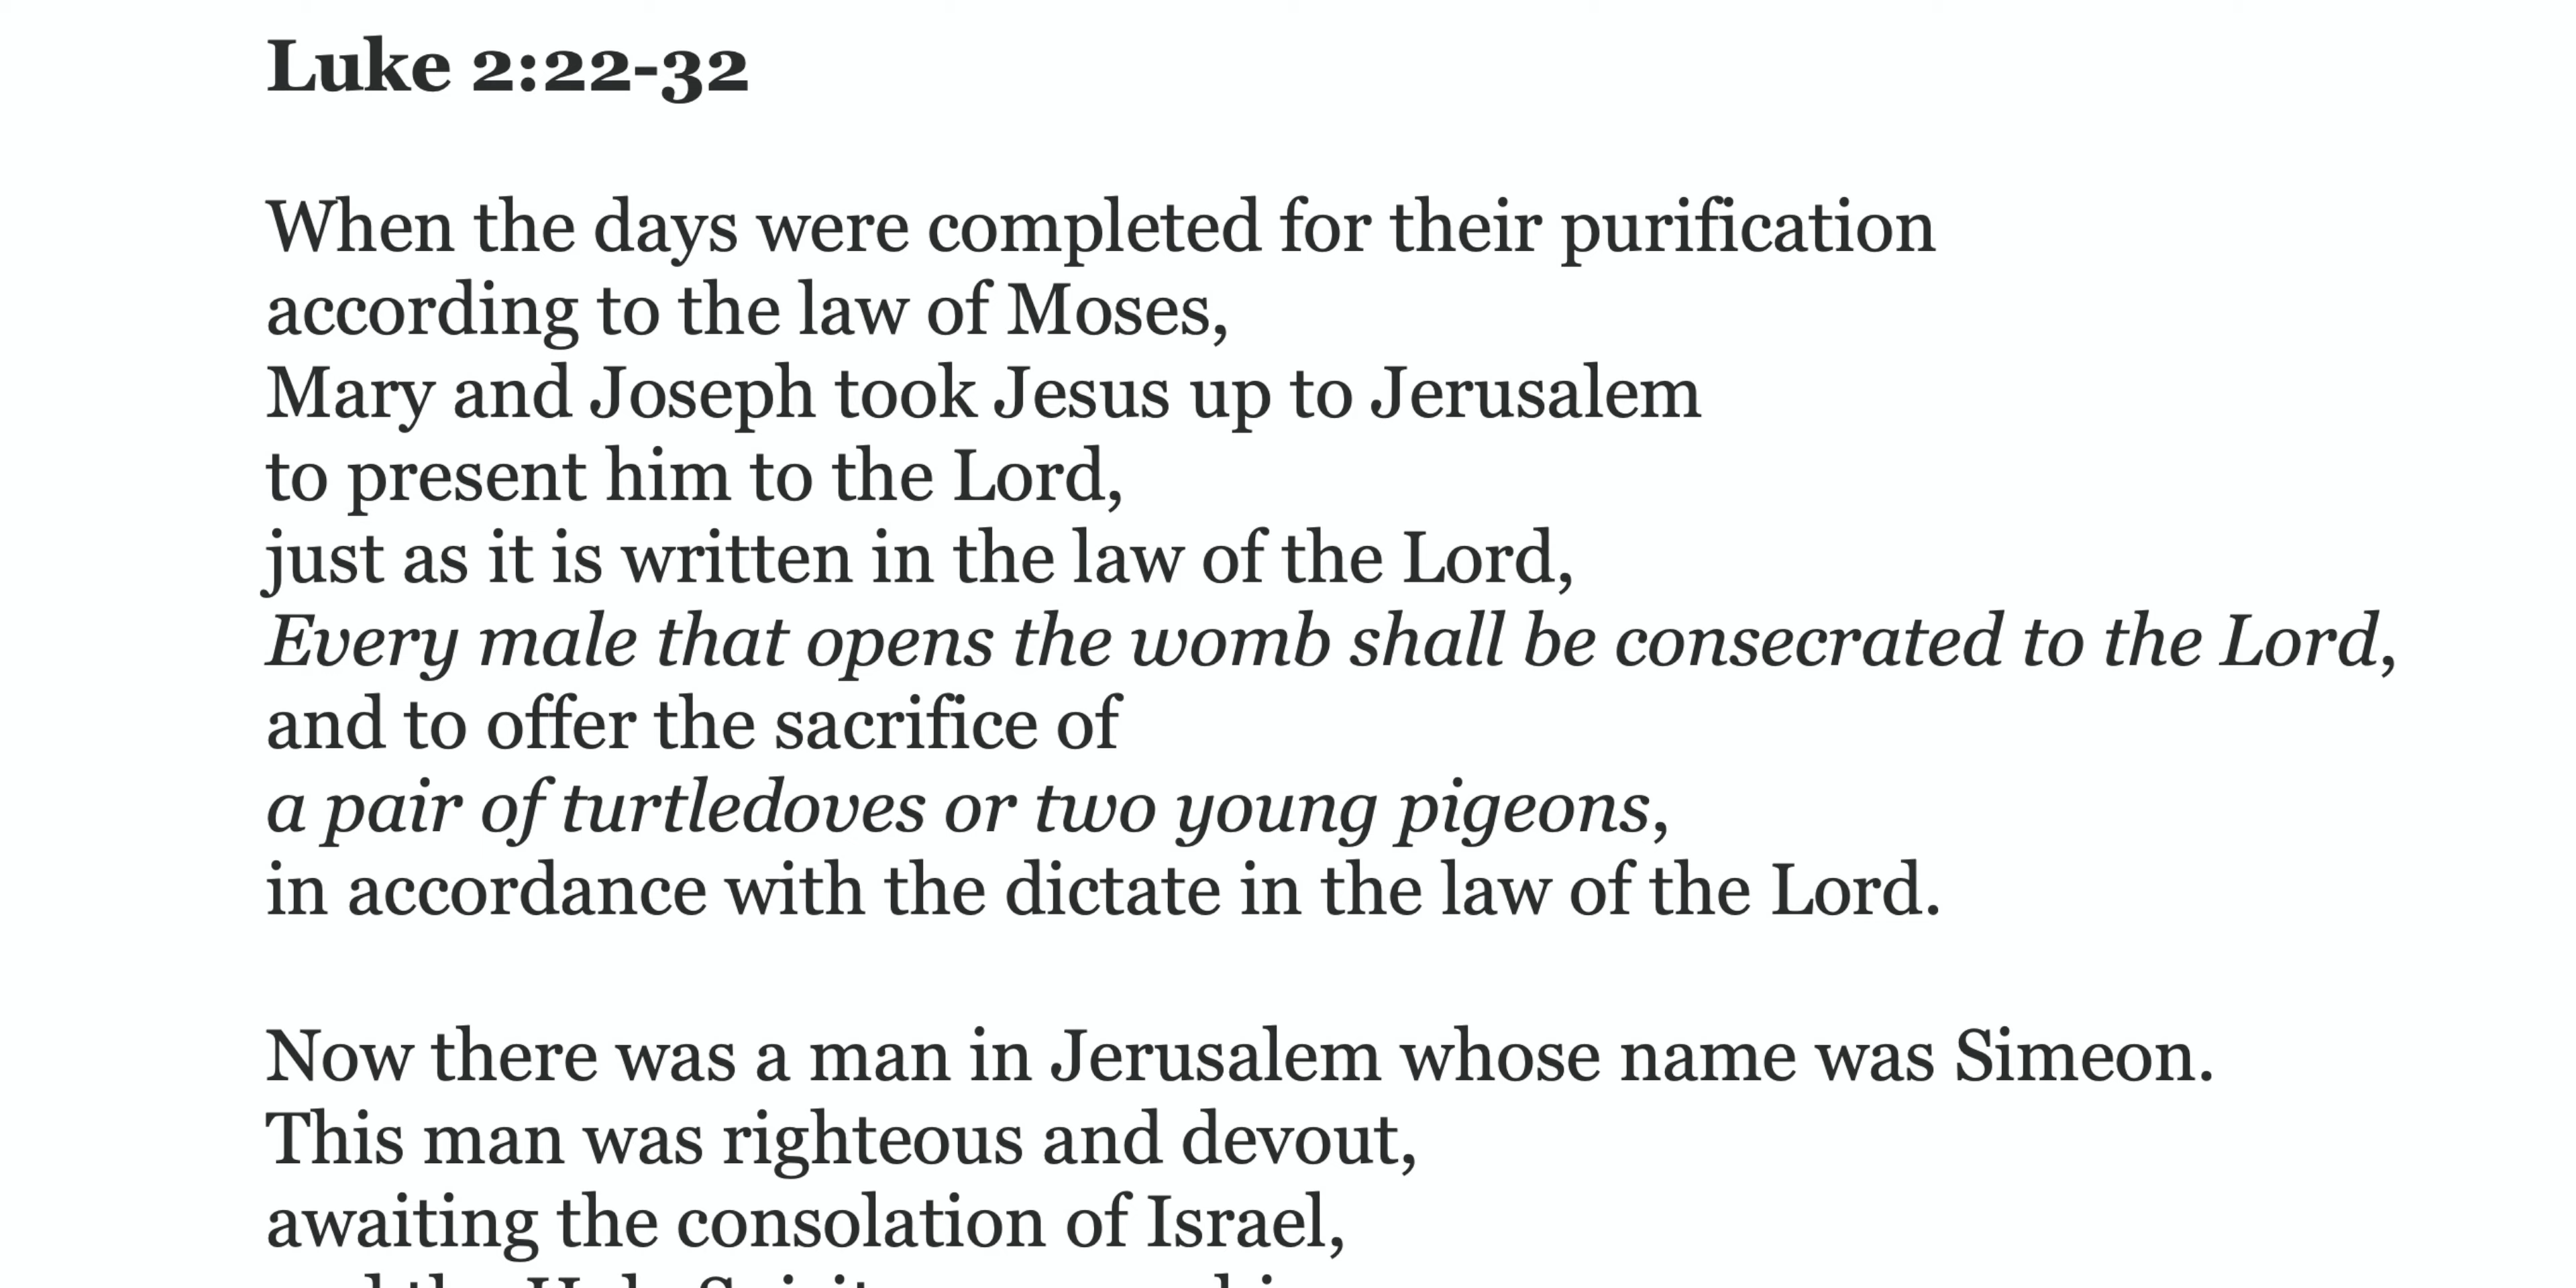 Luke 2:22-32
When the days were completed for their purification
according to the law of Moses,
Mary and Joseph took Jesus up to Jerusalem
to present him to the Lord,
just as it is written in the law of the Lord,
Every male that opens the womb shall be consecrated to the Lord,
and to offer the sacrifice of
a pair of turtledoves or two young pigeons,
in accordance with the dictate in the law of the Lord.
Now there was a man in Jerusalem whose name was Simeon.
This man was righteous and devout,
awaiting the consolation of Israel,